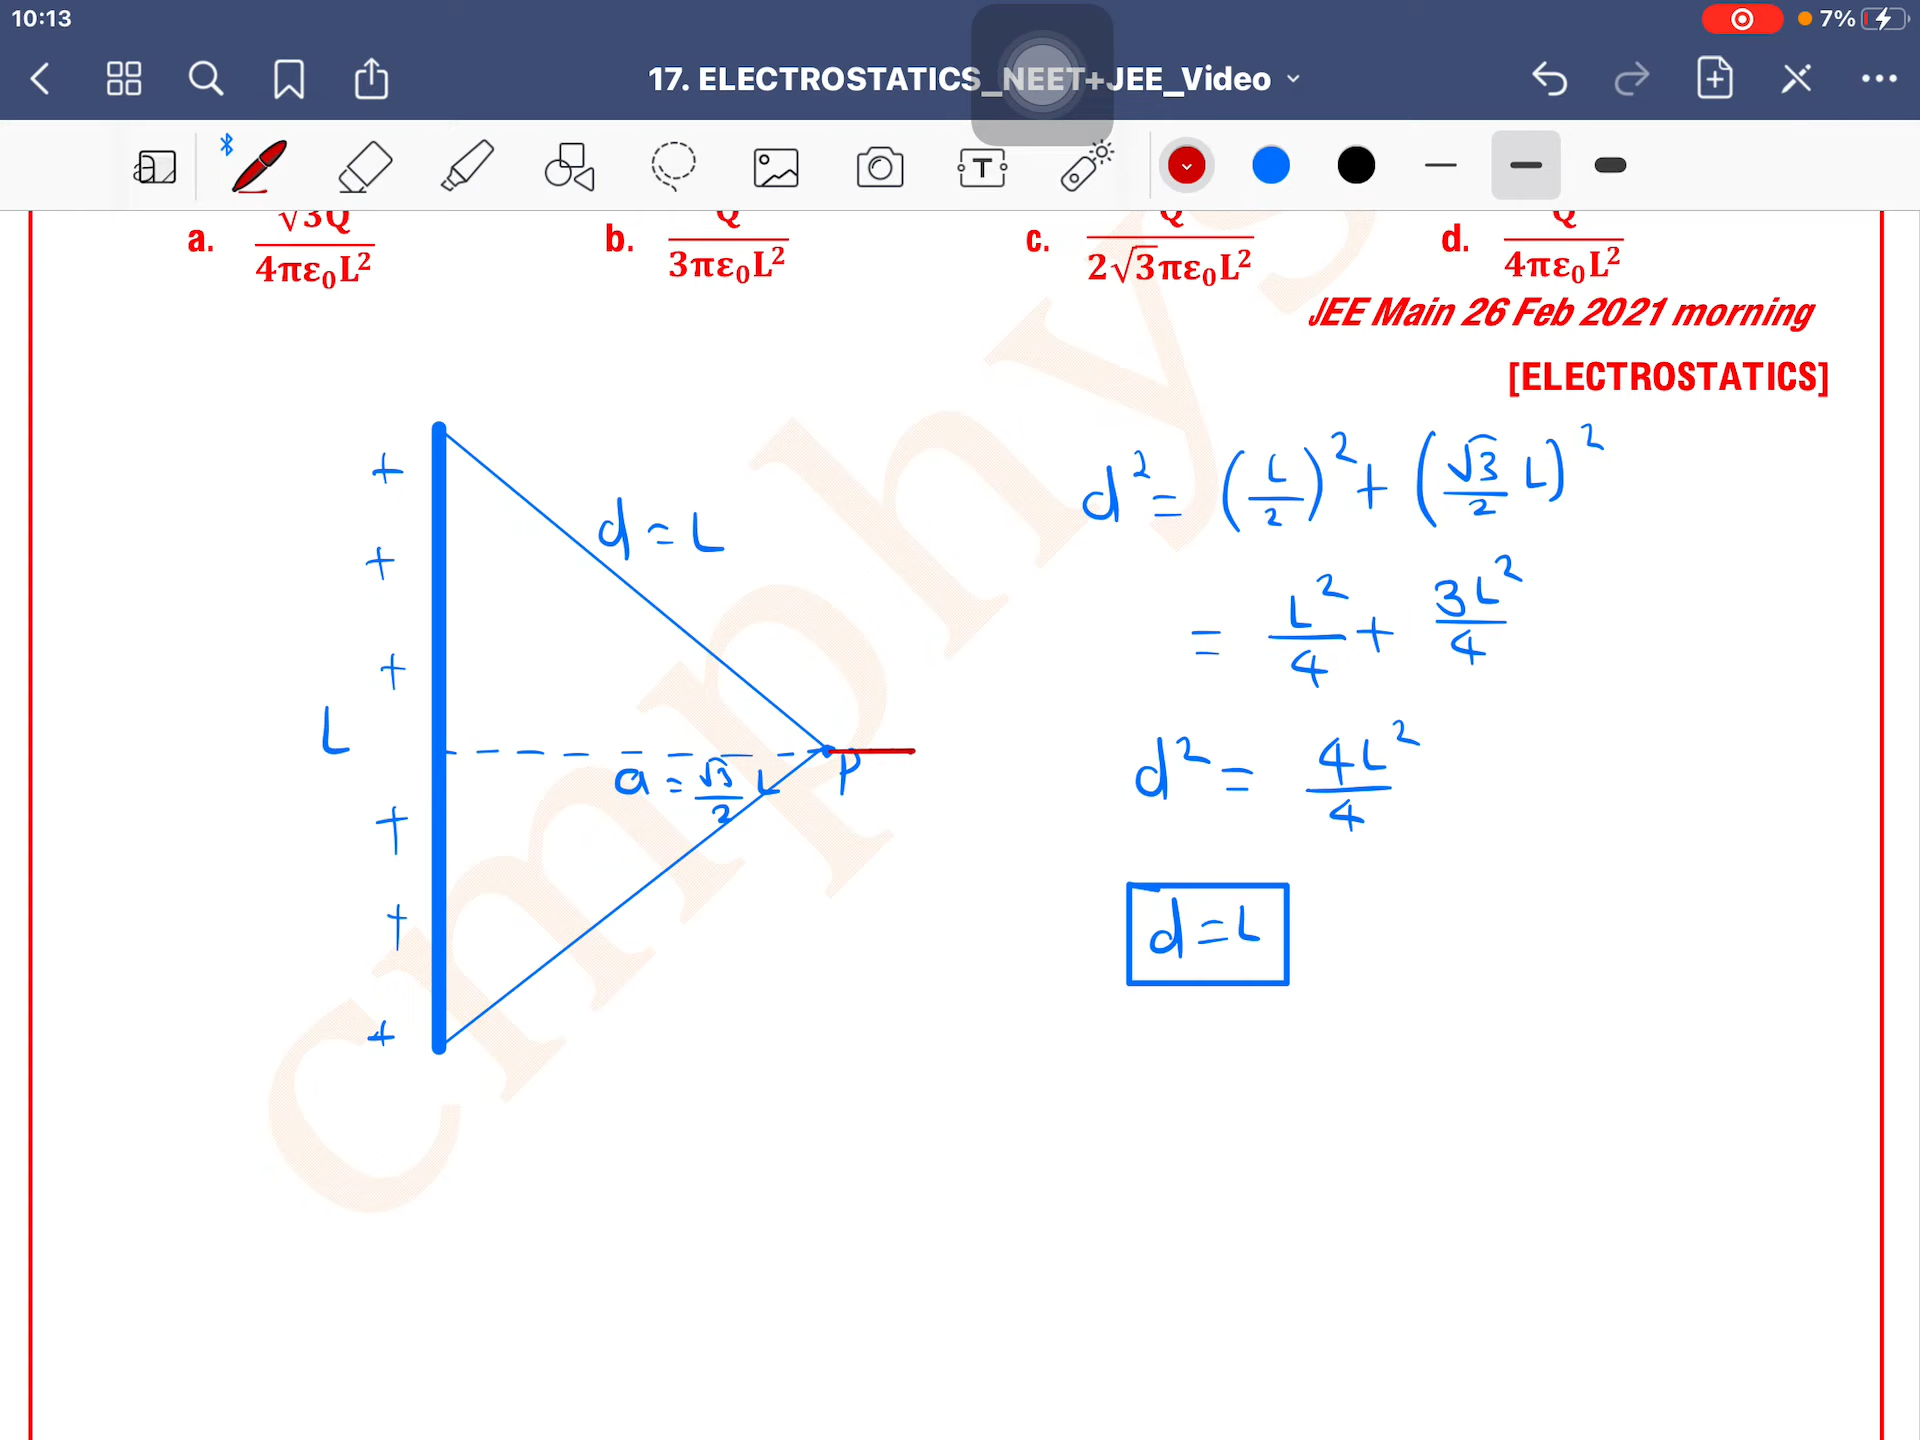 10:13
7%
17. ELECTROSTATICS_NEET+JEE_Video
a. √3Q / 4πε₀L²
b. Q / 3πε₀L²
c. Q / 2√3πε₀L²
d. Q / 4πε₀L²
JEE Main 26 Feb 2021 morning
[ELECTROSTATICS]
+
+
+
L
+
+
+
d = L
a = √3/2 L
P
d² = (L/2)² + (√3/2 L)²
= L²/4 + 3L²/4
d² = 4L²/4
d = L
cmphys